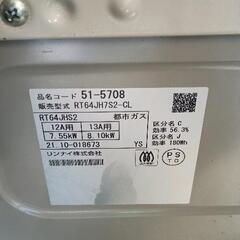 品名コード 51-5708
販売型式 RT64JH7S2-CL
RT64JHS2 都市ガス
12A用 13A用
7.55kW 8.10kW
21.10-018673 YS
リンナイ株式会社
区分名 C
効率 56.3%
区分名 J
効率 180Wh
PS
TG